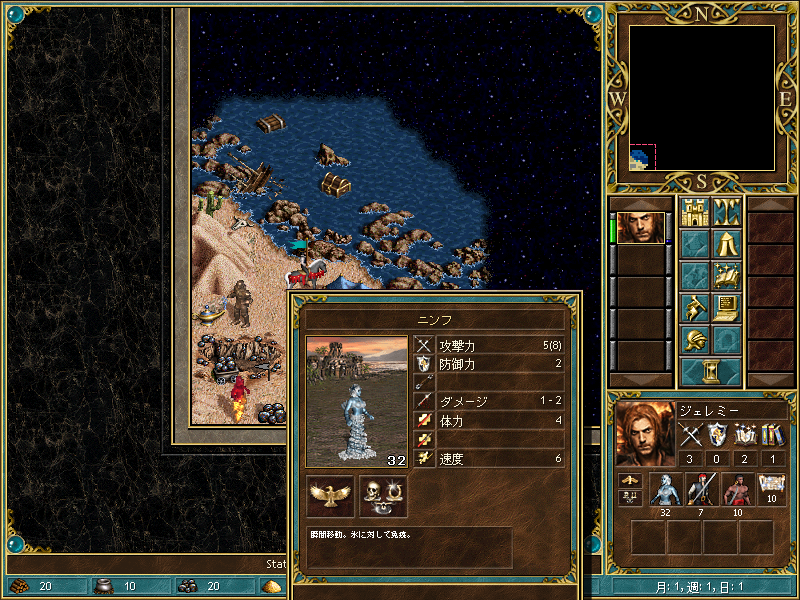 N
W
E
S
ニンフ
攻撃力 5(8)
防御力 2
ダメージ 1 - 2
体力 4
速度 6
32
瞬間移動。氷に対して免疫。
ジェレミー
3 0 2 1
32 7 10 10
Stat
20 10 20
月: 1, 週: 1, 日: 1